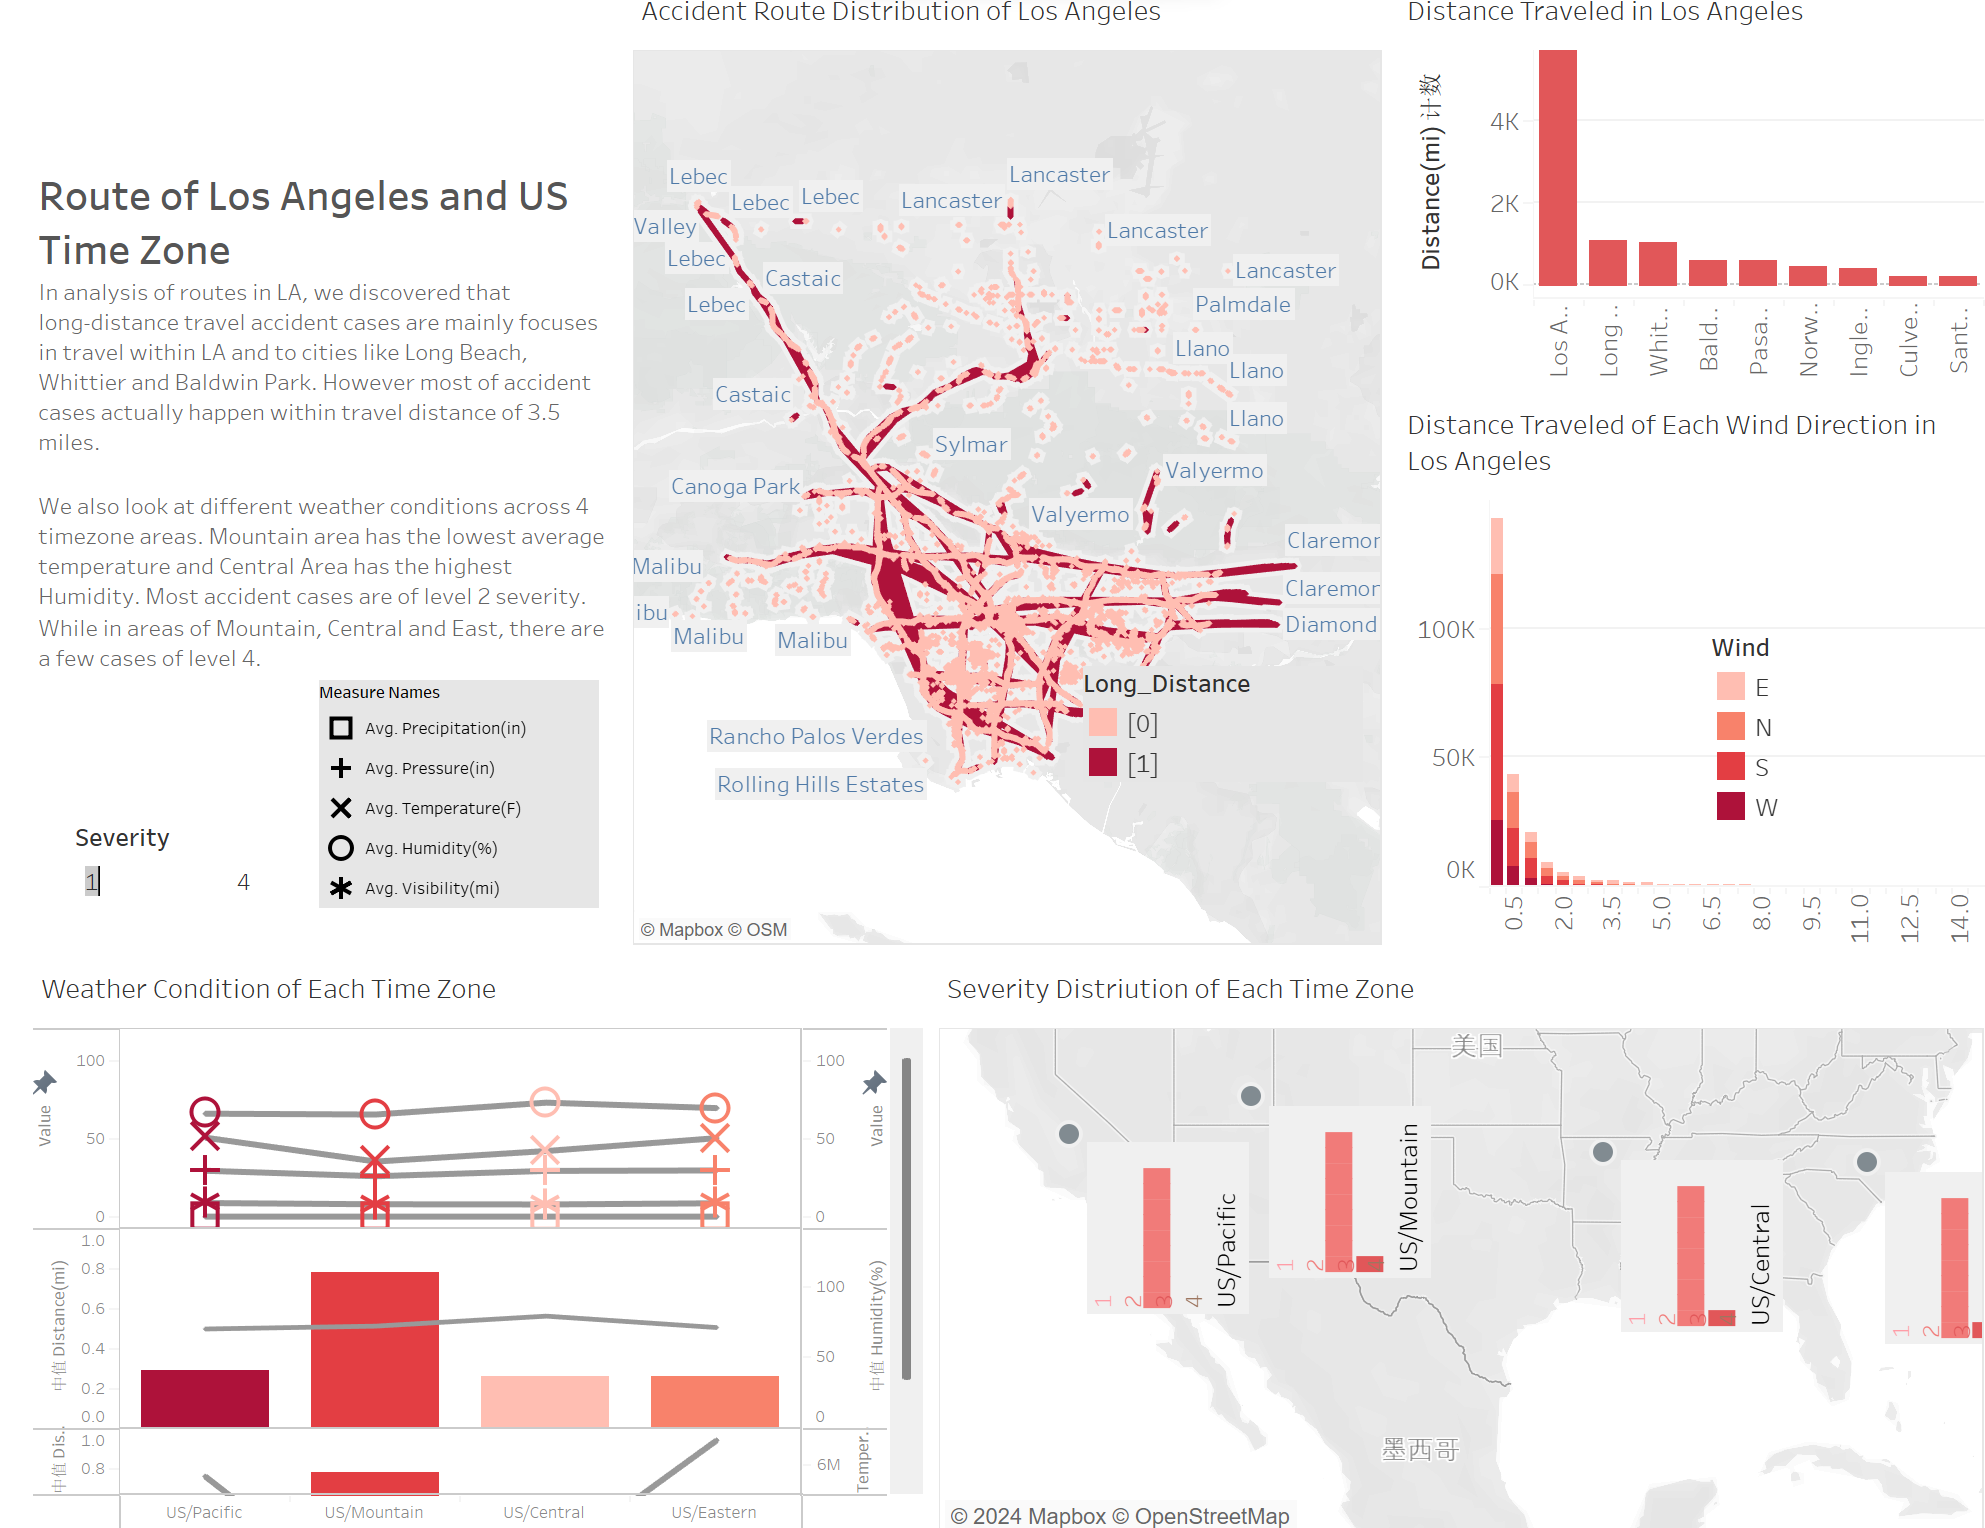 Accident Route Distribution of Los Angeles
Distance Traveled in Los Angeles
Route of Los Angeles and US
Time Zone
In analysis of routes in LA, we discovered that
long-distance travel accident cases are mainly focuses
in travel within LA and to cities like Long Beach,
Whittier and Baldwin Park. However most of accident
cases actually happen within travel distance of 3.5
miles.
We also look at different weather conditions across 4
timezone areas. Mountain area has the lowest average
temperature and Central Area has the highest
Humidity. Most accident cases are of level 2 severity.
While in areas of Mountain, Central and East, there are
a few cases of level 4.
Measure Names
Avg. Precipitation(in)
Avg. Pressure(in)
Avg. Temperature(F)
Avg. Humidity(%)
Avg. Visibility(mi)
Severity
1 4
Lebec
Lebec
Lebec
Lancaster
Lancaster
Valley
Lancaster
Lebec
Castaic
Lancaster
Lebec
Palmdale
Llano
Llano
Castaic
Llano
Sylmar
Valyermo
Canoga Park
Valyermo
Claremor
Malibu
Claremor
ibu
Malibu
Malibu
Diamond
Long_Distance
[0]
[1]
Rancho Palos Verdes
Rolling Hills Estates
© Mapbox © OSM
Distance(mi) 计数
4K
2K
0K
Los A..
Long ..
Whit..
Bald..
Pasa..
Norw..
Ingle..
Culve..
Sant..
Distance Traveled of Each Wind Direction in
Los Angeles
100K
50K
0K
Wind
E
N
S
W
0.5
2.0
3.5
5.0
6.5
8.0
9.5
11.0
12.5
14.0
Weather Condition of Each Time Zone
Value
100
50
0
100
50
0
Value
中值 Distance(mi)
1.0
0.8
0.6
0.4
0.2
0.0
100
50
0
中值 Humidity(%)
中值 Dis..
1.0
0.8
6M
Temper..
US/Pacific
US/Mountain
US/Central
US/Eastern
Severity Distriution of Each Time Zone
美国
1 2 3 4
US/Pacific
1 2 3 4
US/Mountain
1 2 3 4
US/Central
1 2 3
墨西哥
© 2024 Mapbox © OpenStreetMap